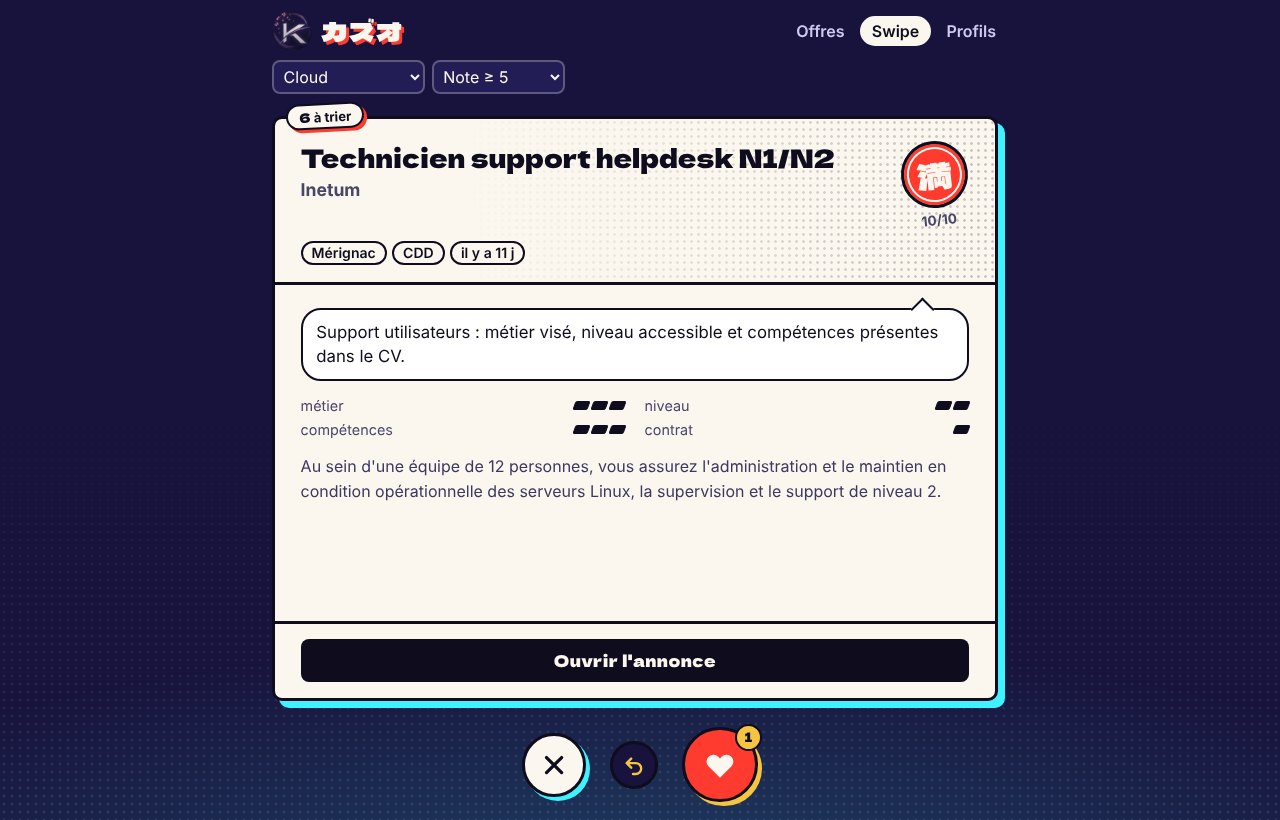 K カズオ
Offres
Swipe
Profils
Cloud
Note ≥ 5
6 à trier
Technicien support helpdesk N1/N2
Inetum
満
10/10
Mérignac
CDD
il y a 11 j
Support utilisateurs : métier visé, niveau accessible et compétences présentes
dans le CV.
métier
niveau
compétences
contrat
Au sein d'une équipe de 12 personnes, vous assurez l'administration et le maintien en
condition opérationnelle des serveurs Linux, la supervision et le support de niveau 2.
Ouvrir l'annonce
1